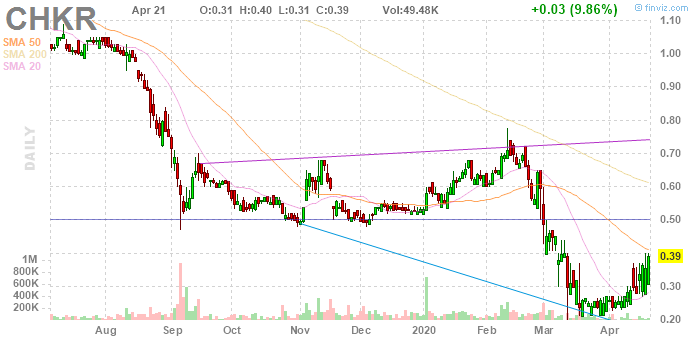 CHKR Apr 21 O:0.31 H:0.40 L:0.31 C:0.39 Vol:49.48K +0.03 (9.86%) © finviz.com
SMA 50
SMA 200
SMA 20
DAILY
1.10
1.00
0.90
0.80
0.70
0.60
0.50
0.39
0.30
0.20
1M
800K
600K
400K
200K
Aug Sep Oct Nov Dec 2020 Feb Mar Apr